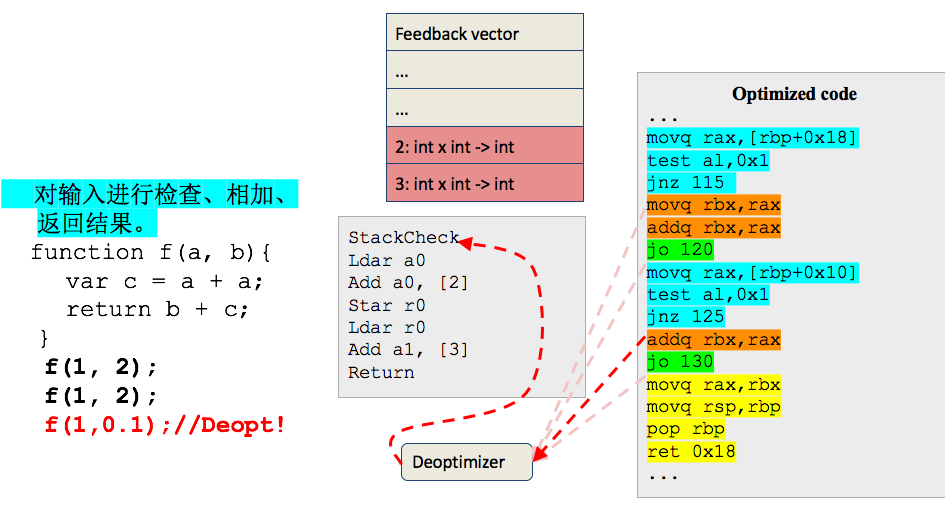 对输入进行检查、相加、
返回结果。
function f(a, b){
var c = a + a;
return b + c;
}
f(1, 2);
f(1, 2);
f(1,0.1);//Deopt!
Feedback vector
...
...
2: int x int -> int
3: int x int -> int
StackCheck
Ldar a0
Add a0, [2]
Star r0
Ldar r0
Add a1, [3]
Return
Deoptimizer
Optimized code
...
movq rax,[rbp+0x18]
test al,0x1
jnz 115
movq rbx,rax
addq rbx,rax
jo 120
movq rax,[rbp+0x10]
test al,0x1
jnz 125
addq rbx,rax
jo 130
movq rax,rbx
movq rsp,rbp
pop rbp
ret 0x18
...